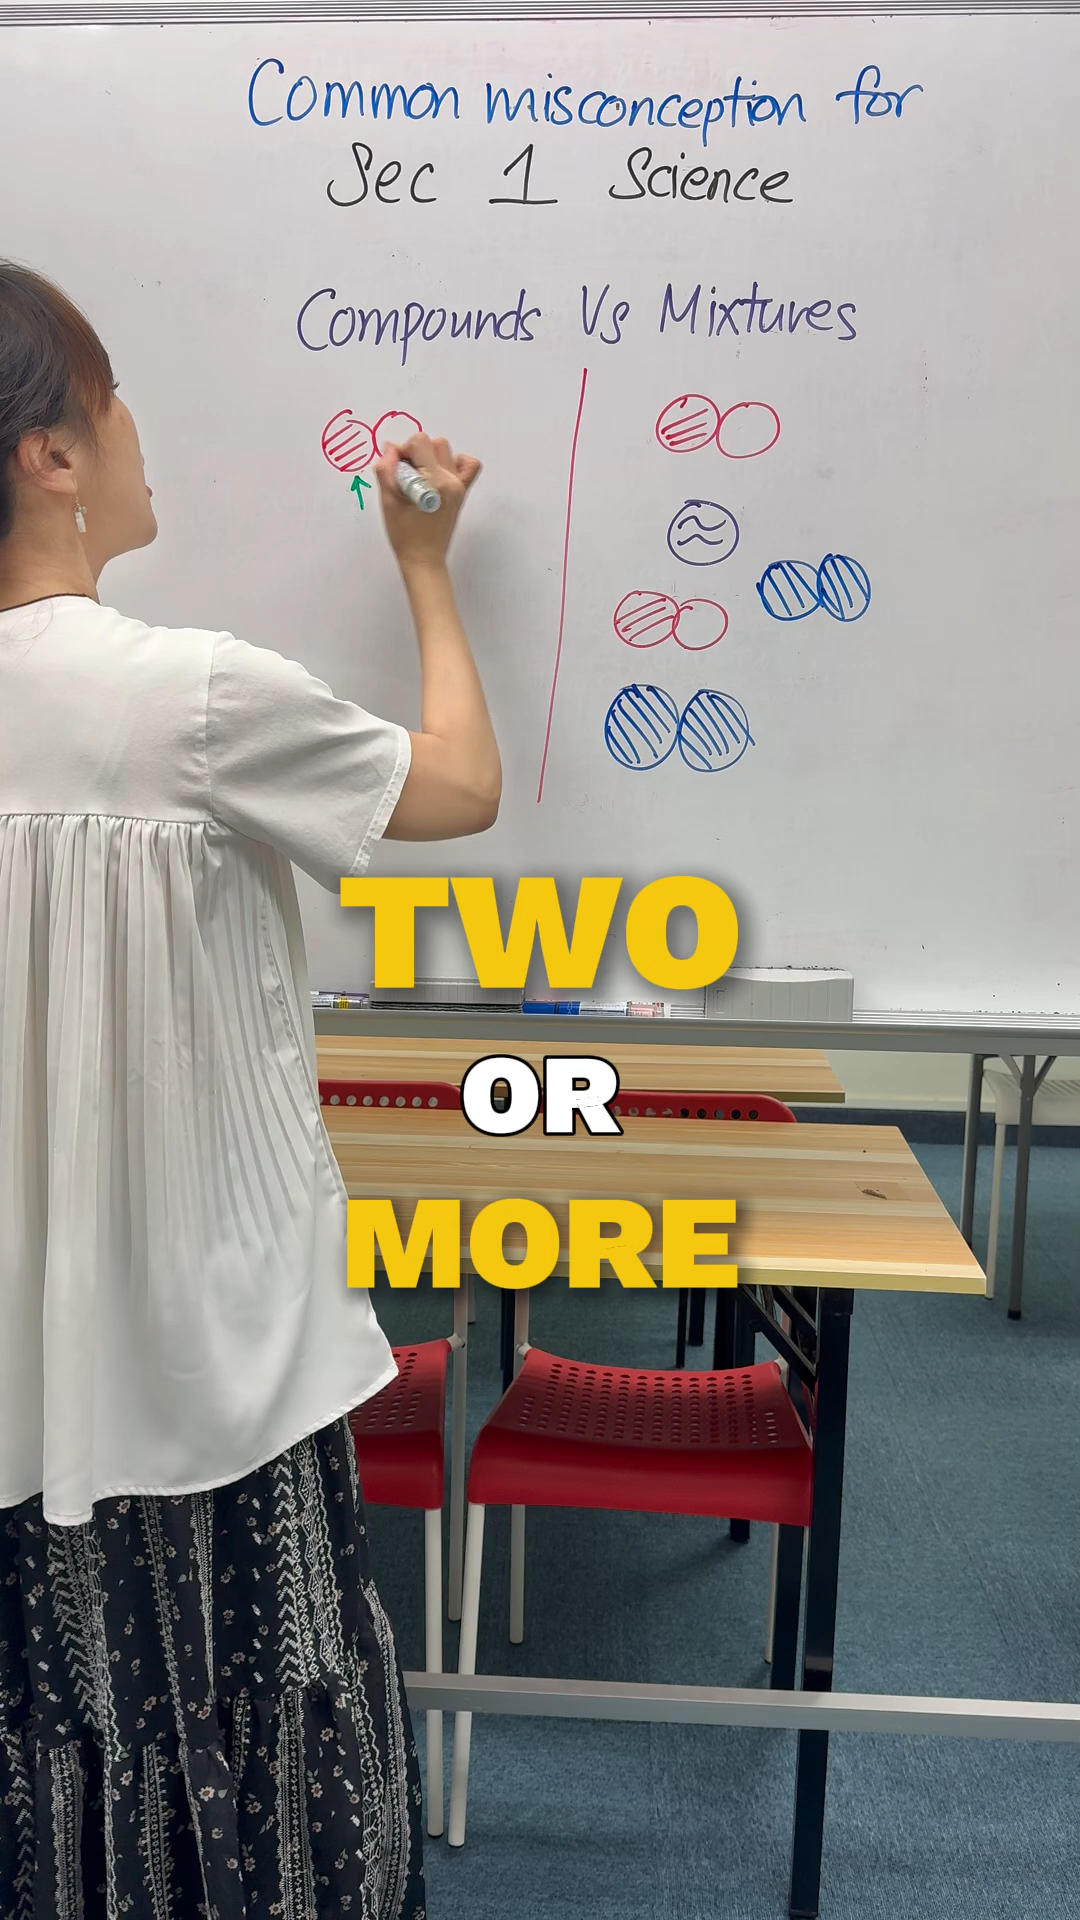 Common misconception for
Sec 1 Science
Compounds Vs Mixtures
TWO
OR
MORE